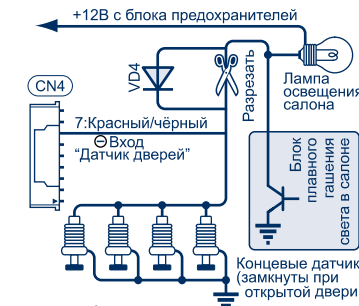 +12В с блока предохранителей
CN4
VD4
Разрезать
Лампа
освещения
салона
7:Красный/чёрный
⊖Вход
“Датчик дверей”
Блок
плавного
гашения
света в салоне
Концевые датчик
(замкнуты при
открытой двери